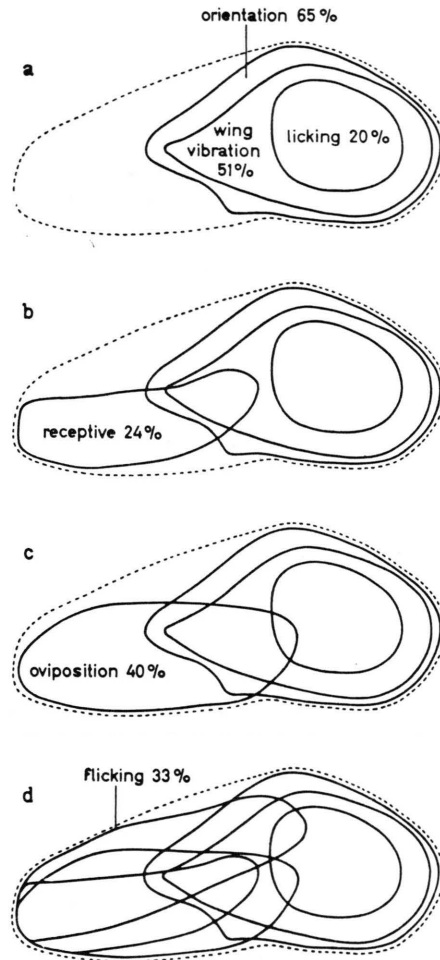 orientation 65%
a
wing
vibration
51%
licking 20%
b
receptive 24%
c
oviposition 40%
flicking 33%
d